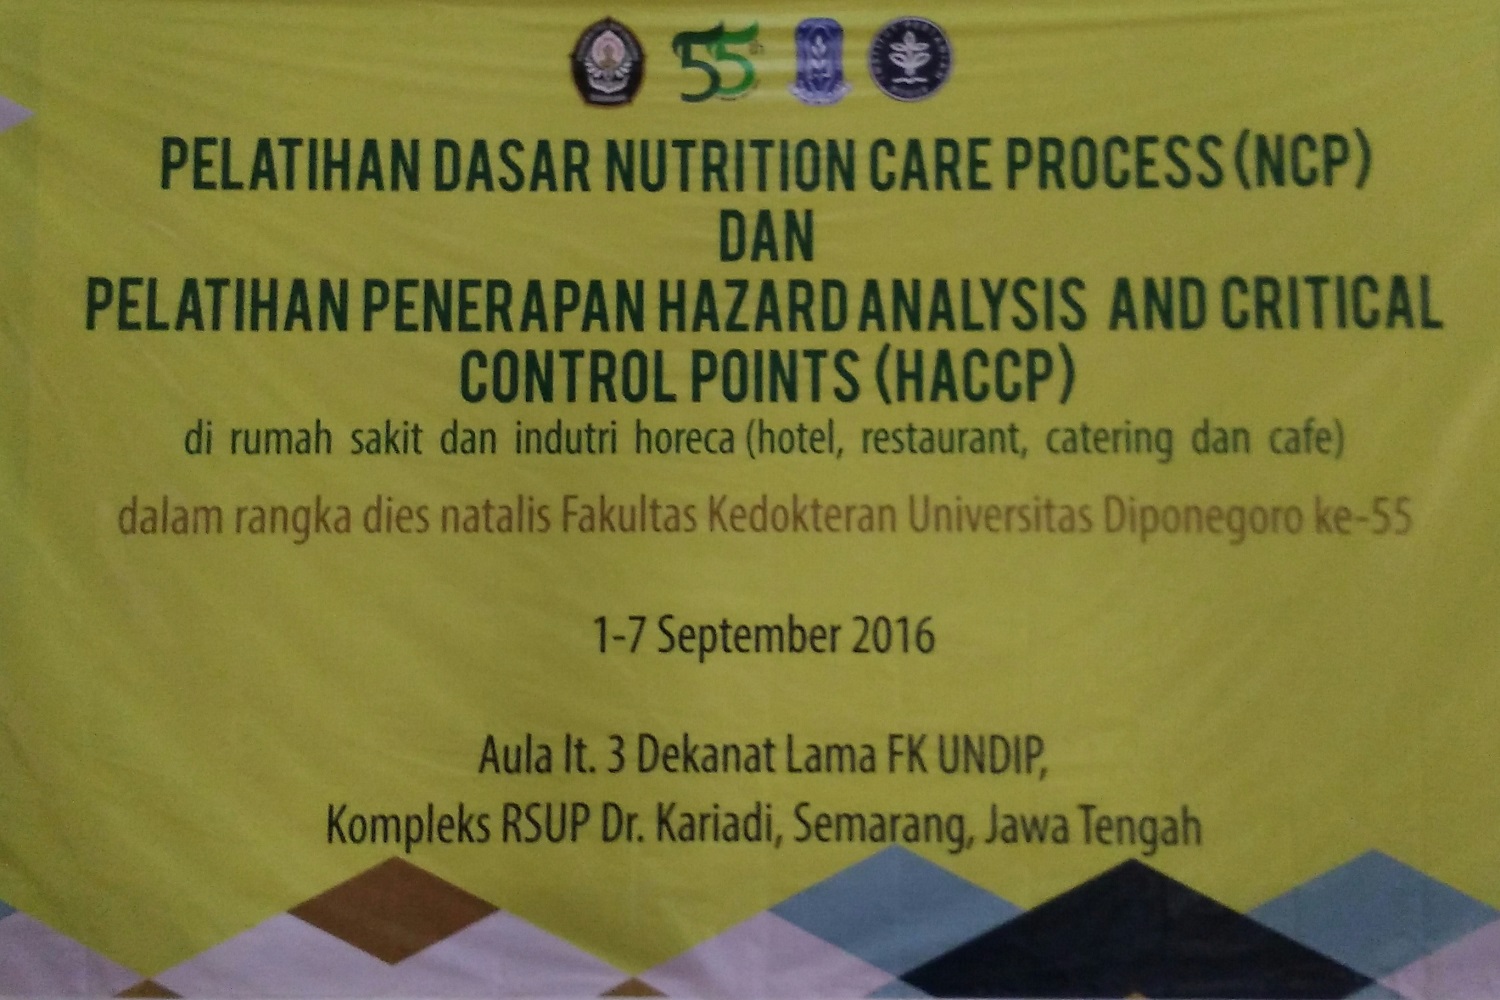 55th
PELATIHAN DASAR NUTRITION CARE PROCESS (NCP)
DAN
PELATIHAN PENERAPAN HAZARD ANALYSIS AND CRITICAL
CONTROL POINTS (HACCP)
di rumah sakit dan indutri horeca (hotel, restaurant, catering dan cafe)
dalam rangka dies natalis Fakultas Kedokteran Universitas Diponegoro ke-55
1-7 September 2016
Aula lt. 3 Dekanat Lama FK UNDIP,
Kompleks RSUP Dr. Kariadi, Semarang, Jawa Tengah